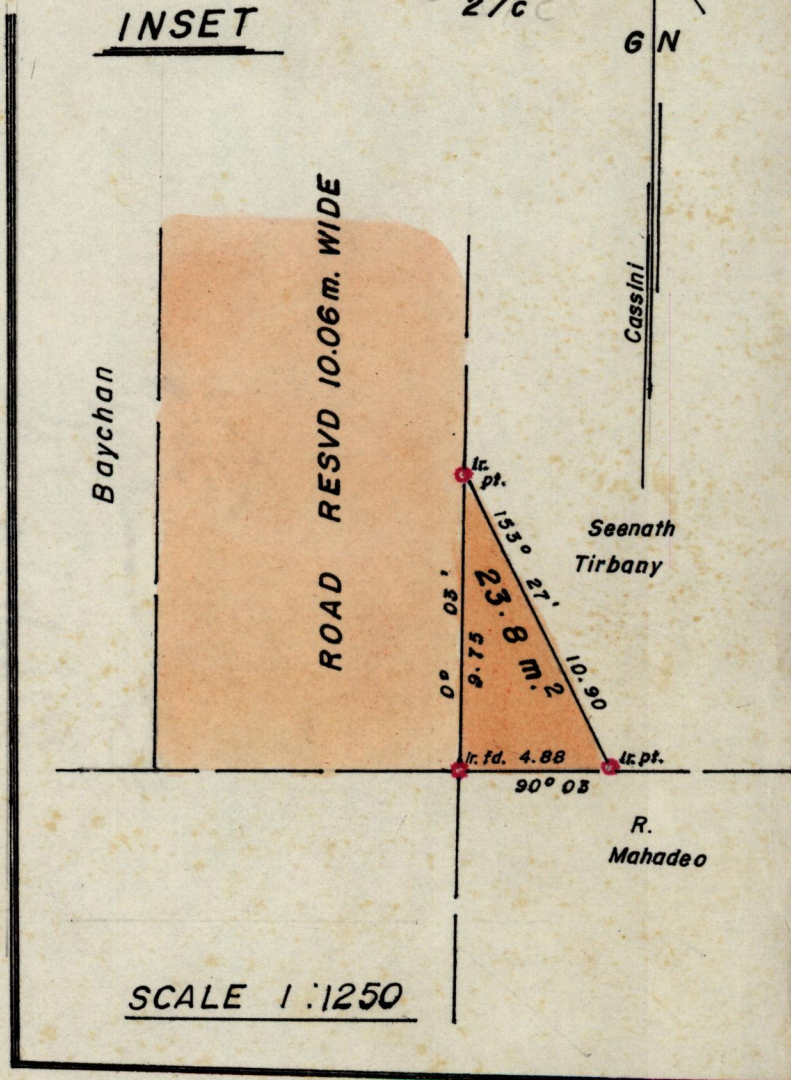 INSET
27c
G N
Cassini
Baychan
ROAD RESVD 10.06 m. WIDE
Ir. pt.
Seenath
Tirbany
153° 27'
10.90
23.8 m.²
0° 03'
9.75
Ir. fd. 4.88
Ir. pt.
90° 03
R.
Mahadeo
SCALE 1:1250